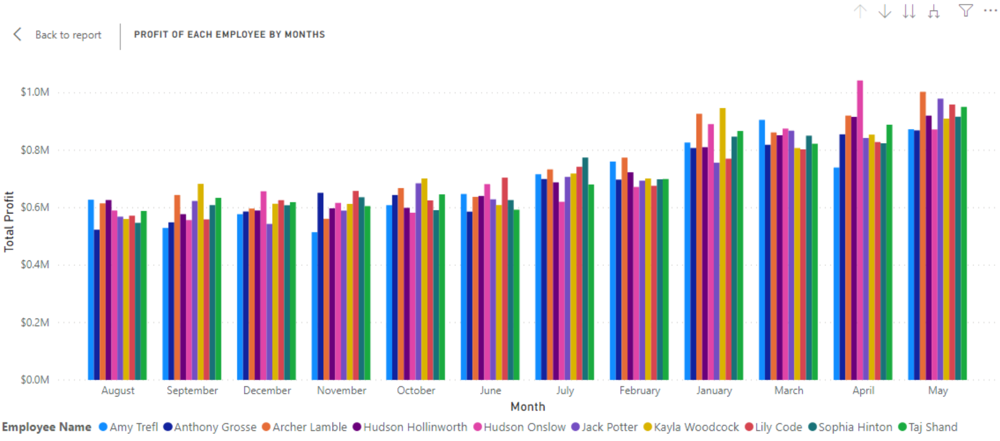 Back to report
PROFIT OF EACH EMPLOYEE BY MONTHS
$1.0M
$0.8M
$0.6M
$0.4M
$0.2M
$0.0M
Total Profit
August September December November October June July February January March April May
Month
Employee Name Amy Trefl Anthony Grosse Archer Lamble Hudson Hollinworth Hudson Onslow Jack Potter Kayla Woodcock Lily Code Sophia Hinton Taj Shand